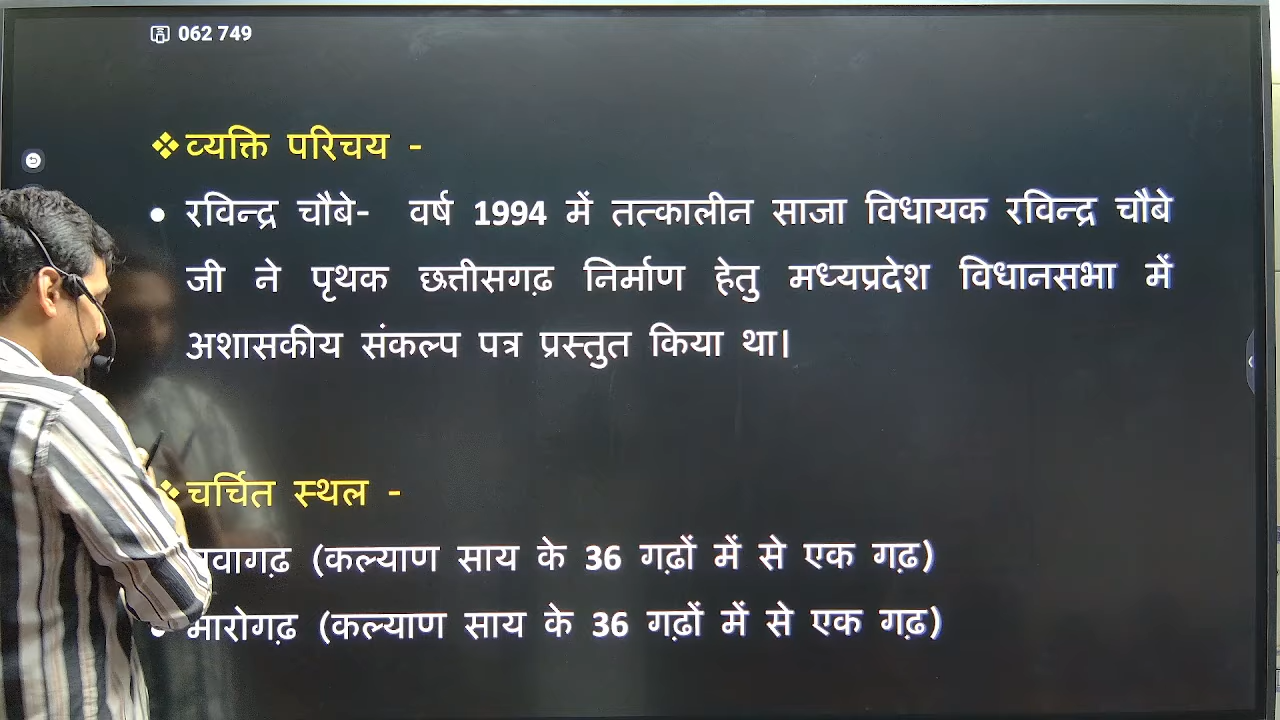 062 749
❖ व्यक्ति परिचय -
• रविन्द्र चौबे- वर्ष 1994 में तत्कालीन साजा विधायक रविन्द्र चौबे
जी ने पृथक छत्तीसगढ़ निर्माण हेतु मध्यप्रदेश विधानसभा में
अशासकीय संकल्प पत्र प्रस्तुत किया था।
❖ चर्चित स्थल -
(कल्याण साय के 36 गढ़ों में से एक गढ़)
• मारोगढ़ (कल्याण साय के 36 गढ़ों में से एक गढ़)